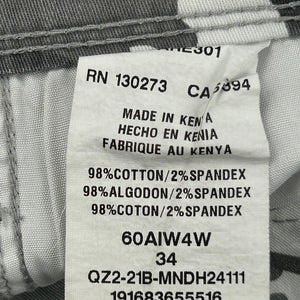 RN 130273 CA
MADE IN KENYA
HECHO EN KENIA
FABRIQUE AU KENYA
98%COTTON/2%SPANDEX
98%ALGODON/2%SPANDEX
98%COTON/2%SPANDEX
60AIW4W
34
QZ2-21B-MNDH24111
191683655516